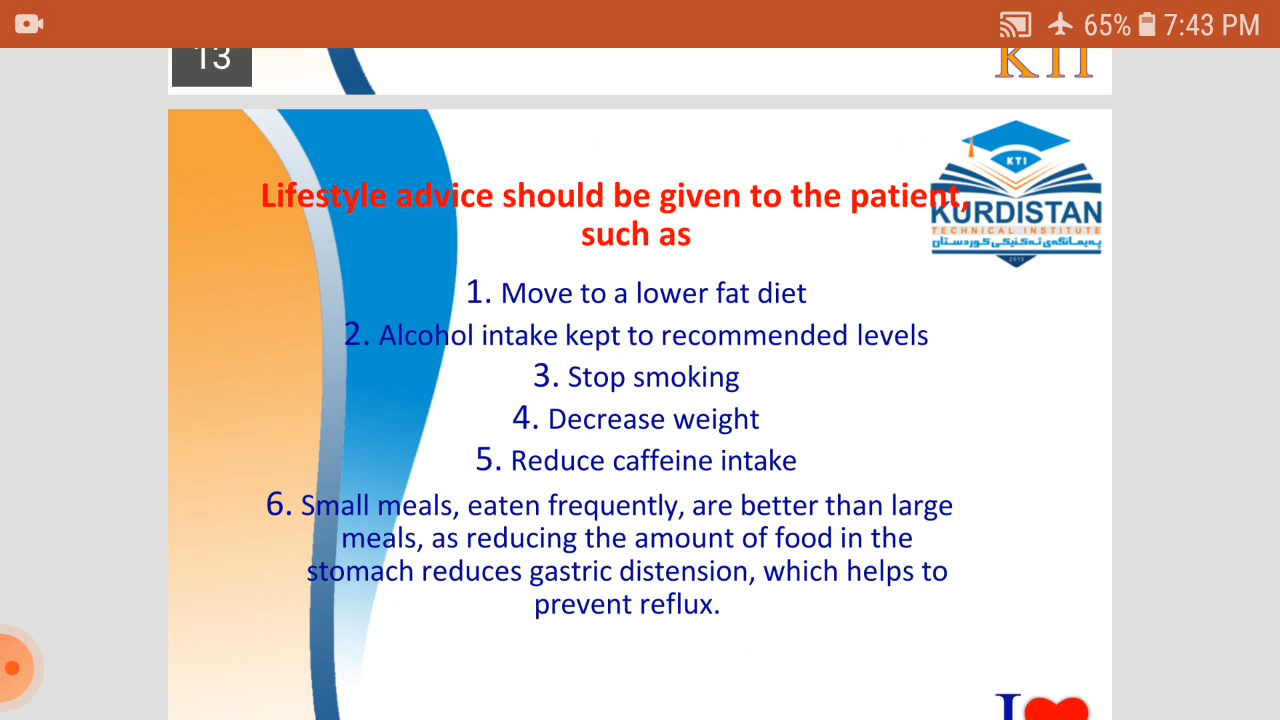 65% 7:43 PM
13
KTI
KTI
KURDISTAN
TECHNICAL INSTITUTE
پەیمانگەی تەکنیکی کوردستان
2015
Lifestyle advice should be given to the patient,
such as
1. Move to a lower fat diet
2. Alcohol intake kept to recommended levels
3. Stop smoking
4. Decrease weight
5. Reduce caffeine intake
6. Small meals, eaten frequently, are better than large
meals, as reducing the amount of food in the
stomach reduces gastric distension, which helps to
prevent reflux.
I